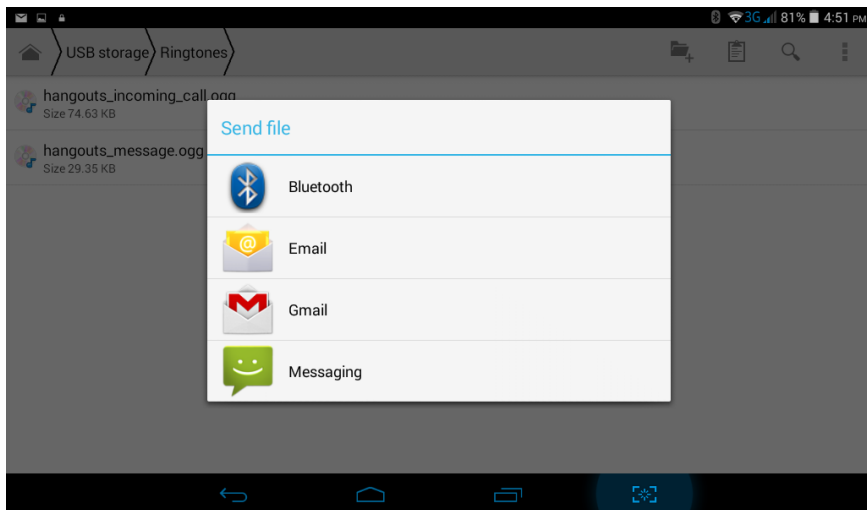 3G 81% 4:51 PM
USB storage Ringtones
hangouts_incoming_call.ogg
Size 74.63 KB
hangouts_message.ogg
Size 29.35 KB
Send file
Bluetooth
@
Email
Gmail
Messaging